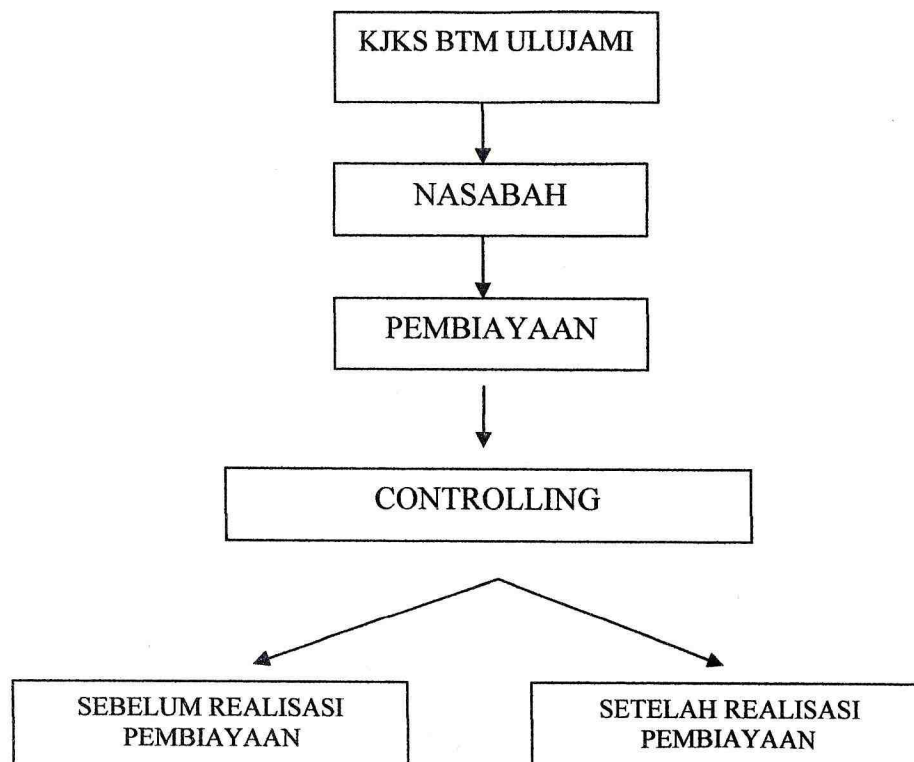 KJKS BTM ULUJAMI
NASABAH
PEMBIAYAAN
CONTROLLING
SEBELUM REALISASI
PEMBIAYAAN
SETELAH REALISASI
PEMBIAYAAN